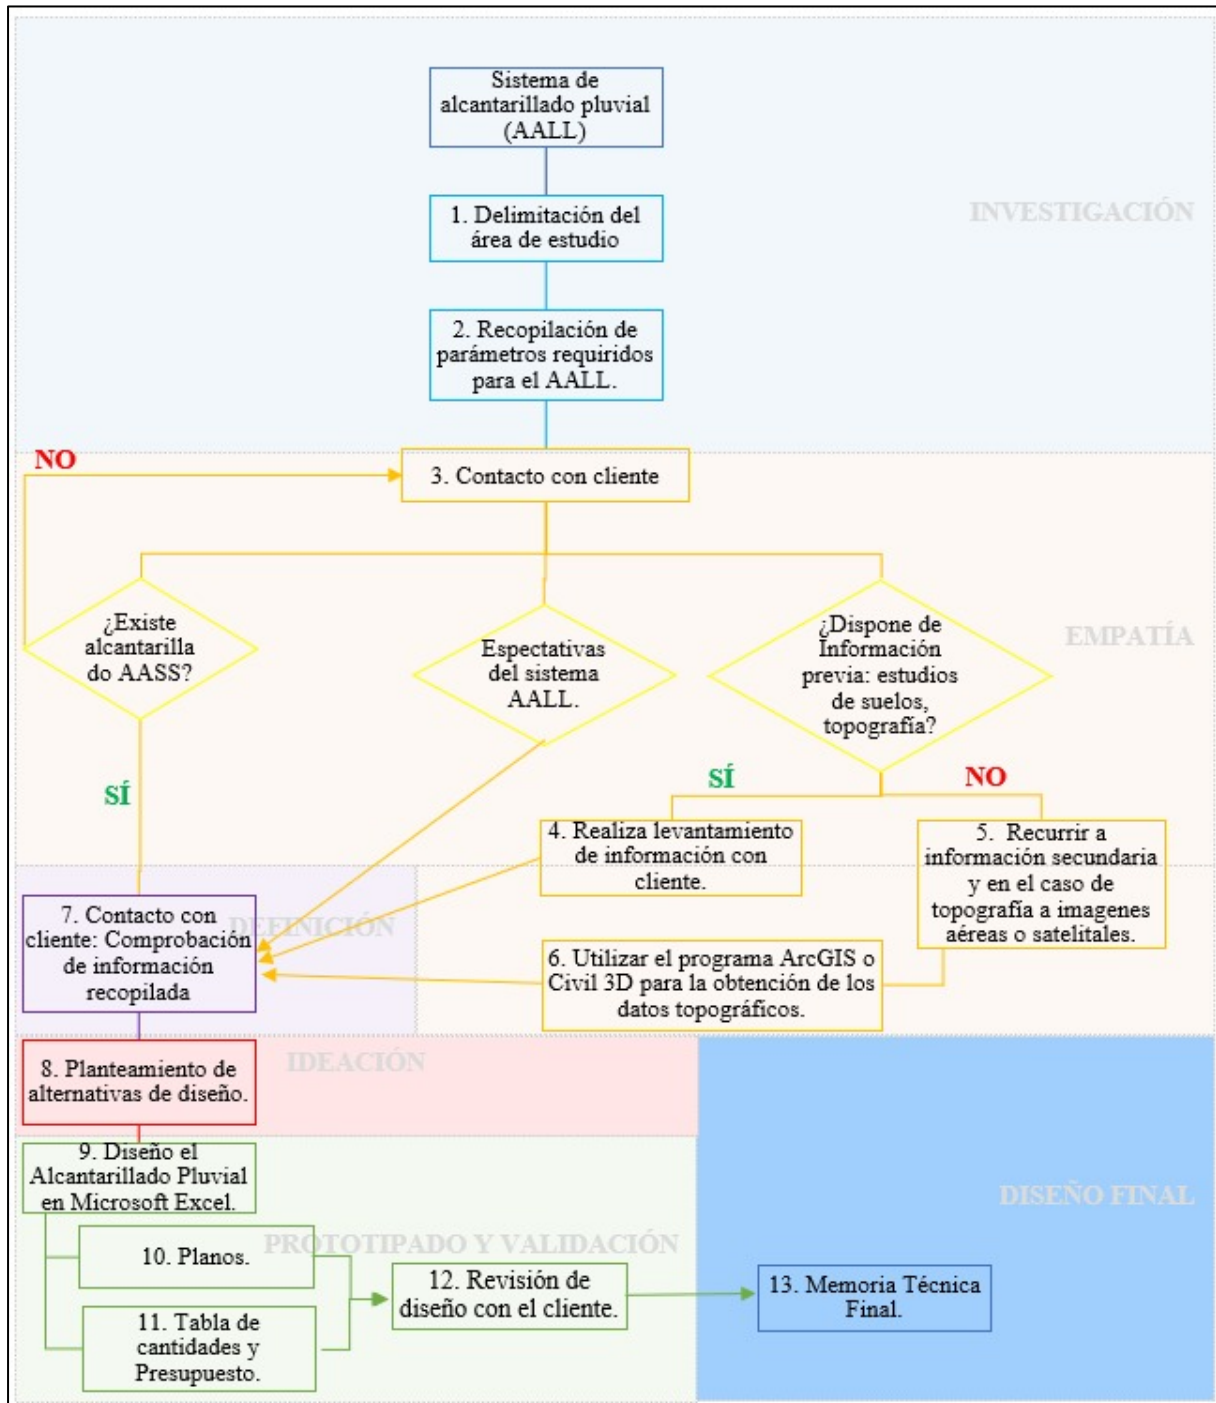 Sistema de
alcantarillado pluvial
(AALL)
1. Delimitación del
área de estudio
INVESTIGACIÓN
2. Recopilación de
parámetros requiridos
para el AALL.
NO
3. Contacto con cliente
¿Existe
alcantarilla
do AASS?
Espectativas
del sistema
AALL.
¿Dispone de
Información
previa: estudios
de suelos,
topografía?
EMPATÍA
SÍ
SÍ
NO
4. Realiza levantamiento
de información con
cliente.
5. Recurrir a
información secundaria
y en el caso de
topografía a imagenes
aéreas o satelitales.
DEFINICIÓN
7. Contacto con
cliente: Comprobación
de información
recopilada
6. Utilizar el programa ArcGIS o
Civil 3D para la obtención de los
datos topográficos.
IDEACIÓN
8. Planteamiento de
alternativas de diseño.
9. Diseño el
Alcantarillado Pluvial
en Microsoft Excel.
DISEÑO FINAL
PROTOTIPADO Y VALIDACIÓN
10. Planos.
12. Revisión de
diseño con el cliente.
13. Memoria Técnica
Final.
11. Tabla de
cantidades y
Presupuesto.